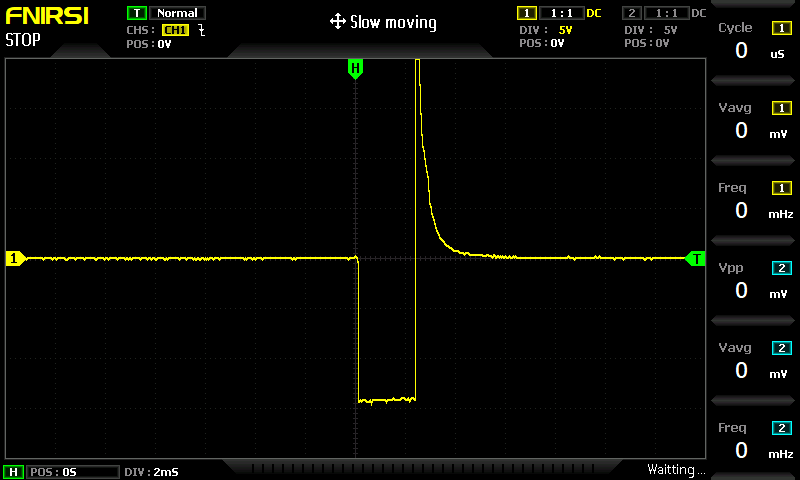 FNIRSI
STOP
T Normal
CHS: CH1
POS: 0V
Slow moving
1 1:1 DC
DIV: 5V
POS: 0V
2 1:1 DC
DIV: 5V
POS: 0V
Cycle 1
0 uS
Vavg 1
0 mV
Freq 1
0 mHz
Vpp 2
0 mV
Vavg 2
0 mV
Freq 2
0 mHz
H
1
T
H POS: 0S DIV: 2mS
Waitting...